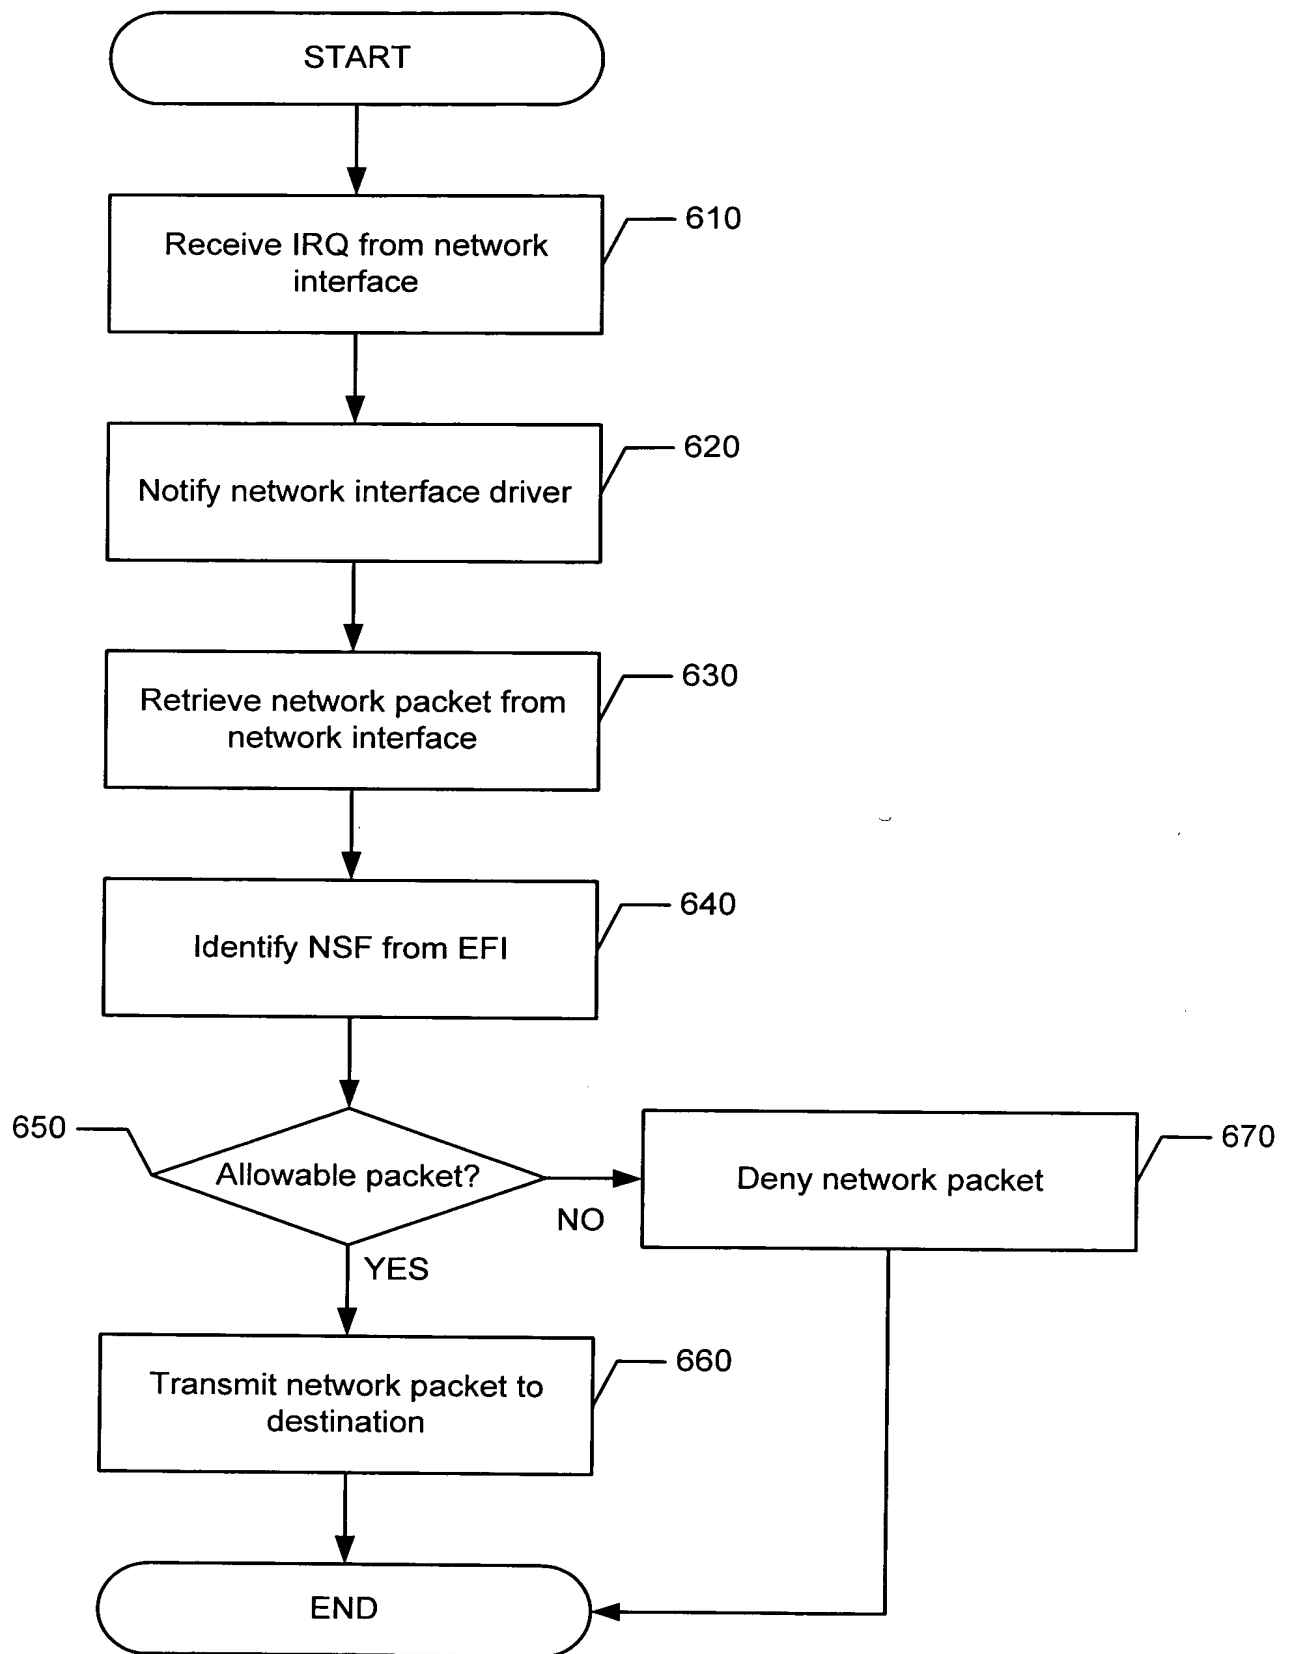 START
610
Receive IRQ from network
interface
620
Notify network interface driver
630
Retrieve network packet from
network interface
640
Identify NSF from EFI
650
Allowable packet?
670
Deny network packet
NO
YES
660
Transmit network packet to
destination
END